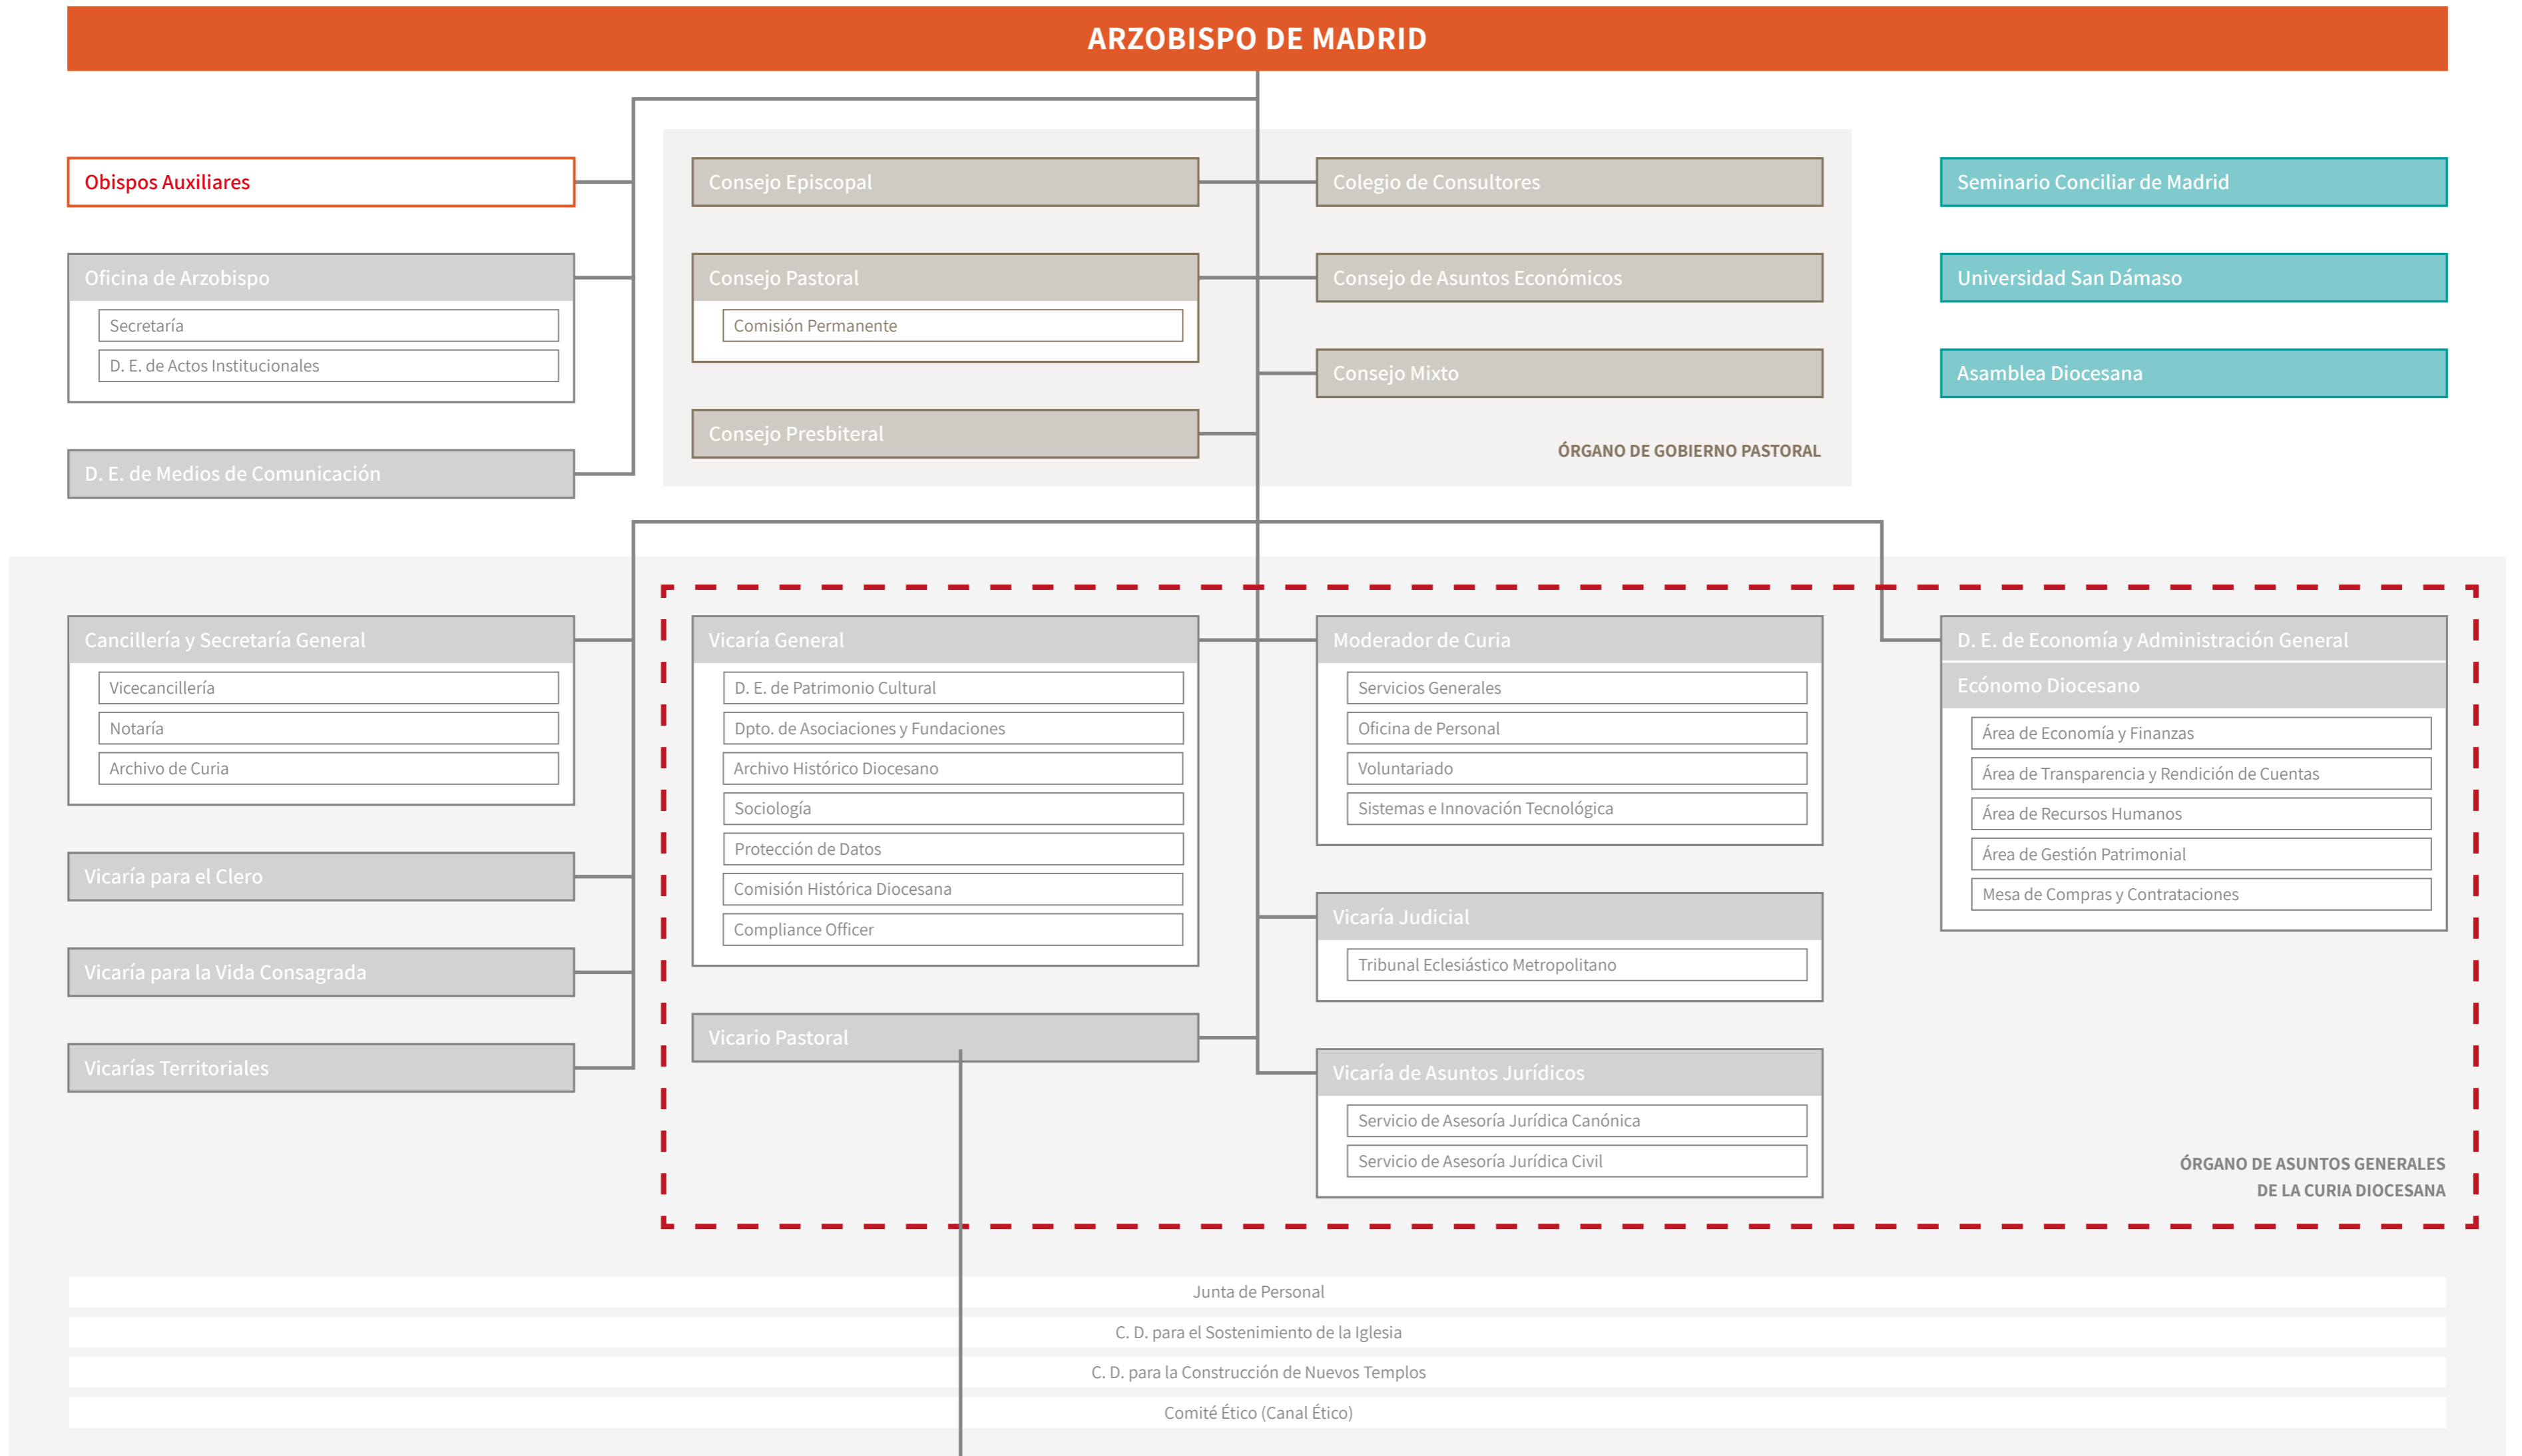 ARZOBISPO DE MADRID
Obispos Auxiliares
Oficina de Arzobispo
Secretaría
D. E. de Actos Institucionales
D. E. de Medios de Comunicación
Consejo Episcopal
Consejo Pastoral
Comisión Permanente
Consejo Presbiteral
Colegio de Consultores
Consejo de Asuntos Económicos
Consejo Mixto
ÓRGANO DE GOBIERNO PASTORAL
Seminario Conciliar de Madrid
Universidad San Dámaso
Asamblea Diocesana
Cancillería y Secretaría General
Vicecancillería
Notaría
Archivo de Curia
Vicaría para el Clero
Vicaría para la Vida Consagrada
Vicarías Territoriales
Vicaría General
D. E. de Patrimonio Cultural
Dpto. de Asociaciones y Fundaciones
Archivo Histórico Diocesano
Sociología
Protección de Datos
Comisión Histórica Diocesana
Compliance Officer
Vicario Pastoral
Moderador de Curia
Servicios Generales
Oficina de Personal
Voluntariado
Sistemas e Innovación Tecnológica
Vicaría Judicial
Tribunal Eclesiástico Metropolitano
Vicaría de Asuntos Jurídicos
Servicio de Asesoría Jurídica Canónica
Servicio de Asesoría Jurídica Civil
D. E. de Economía y Administración General
Ecónomo Diocesano
Área de Economía y Finanzas
Área de Transparencia y Rendición de Cuentas
Área de Recursos Humanos
Área de Gestión Patrimonial
Mesa de Compras y Contrataciones
ÓRGANO DE ASUNTOS GENERALES
DE LA CURIA DIOCESANA
Junta de Personal
C. D. para el Sostenimiento de la Iglesia
C. D. para la Construcción de Nuevos Templos
Comité Ético (Canal Ético)